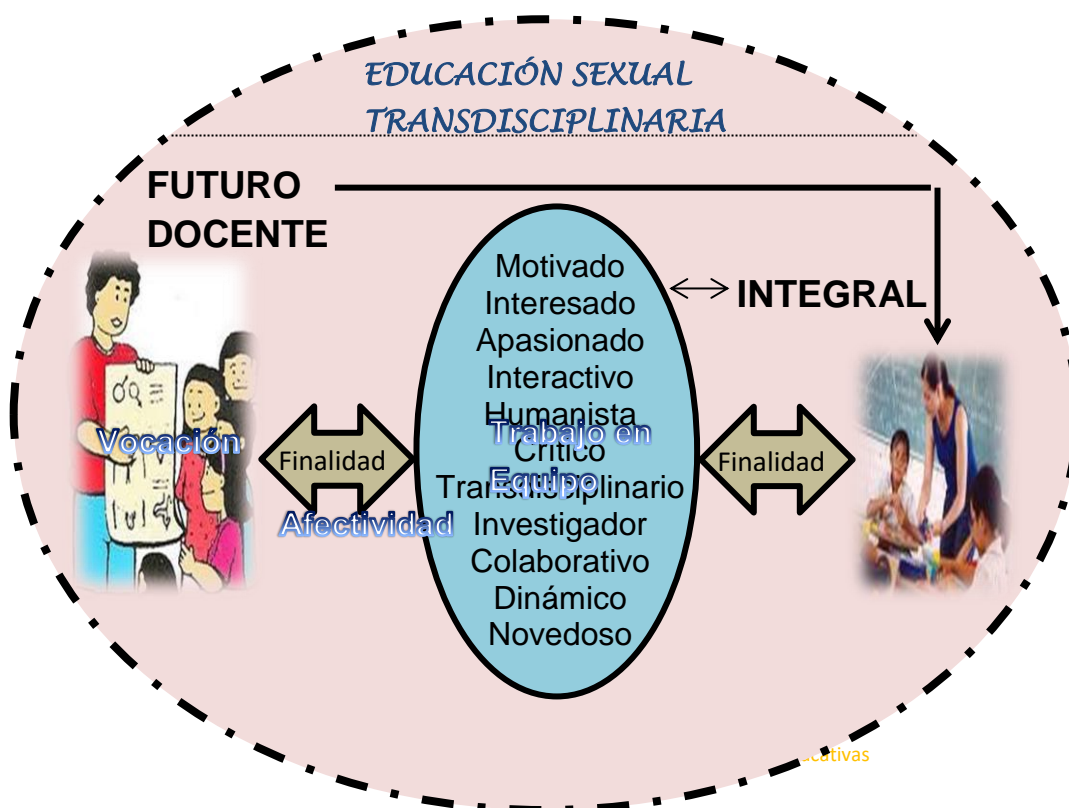 EDUCACIÓN SEXUAL
TRANSDISCIPLINARIA
FUTURO
DOCENTE
Motivado
Interesado
Apasionado
Interactivo
Humanista
Crítico
Transdisciplinario
Investigador
Colaborativo
Dinámico
Novedoso
INTEGRAL
Vocación
Finalidad
Trabajo en
Equipo
Finalidad
Afectividad